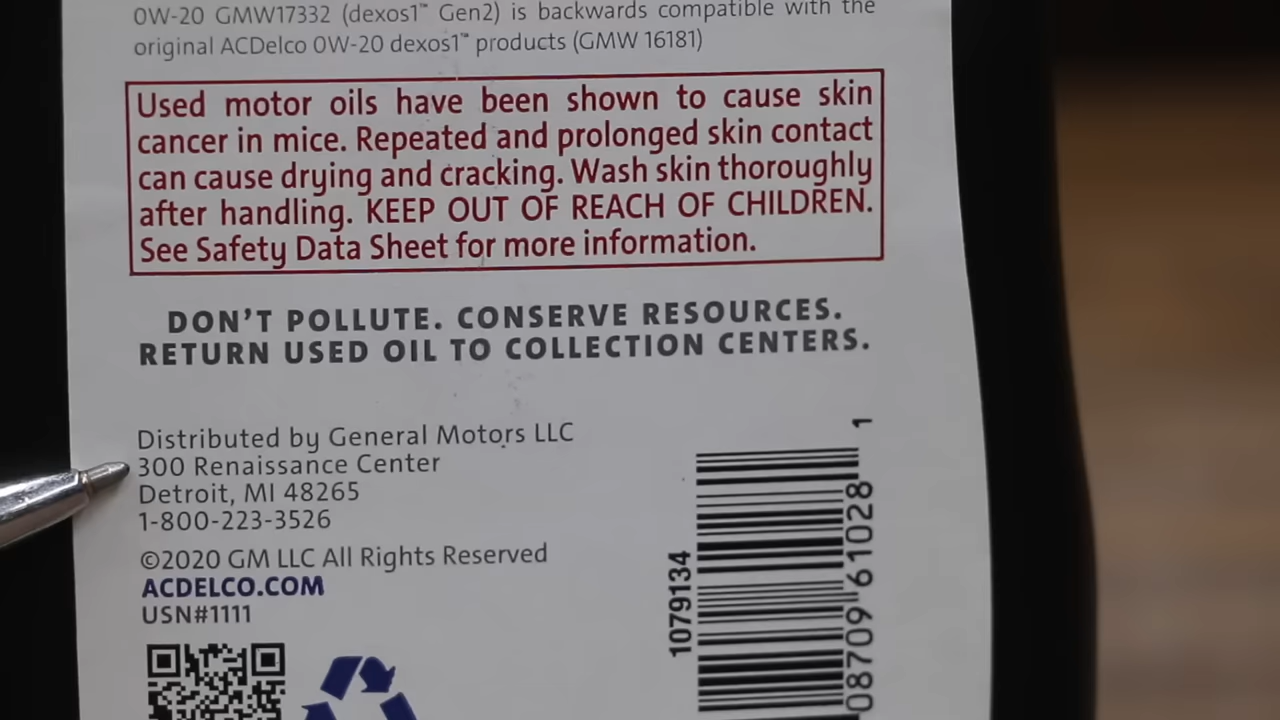 0W-20 GMW17332 (dexos1™ Gen2) is backwards compatible with the
original ACDelco 0W-20 dexos1™ products (GMW 16181)
Used motor oils have been shown to cause skin
cancer in mice. Repeated and prolonged skin contact
can cause drying and cracking. Wash skin thoroughly
after handling. KEEP OUT OF REACH OF CHILDREN.
See Safety Data Sheet for more information.
DON'T POLLUTE. CONSERVE RESOURCES.
RETURN USED OIL TO COLLECTION CENTERS.
Distributed by General Motors LLC
300 Renaissance Center
Detroit, MI 48265
1-800-223-3526
©2020 GM LLC All Rights Reserved
ACDELCO.COM
USN#1111
1079134
08709 61028 1